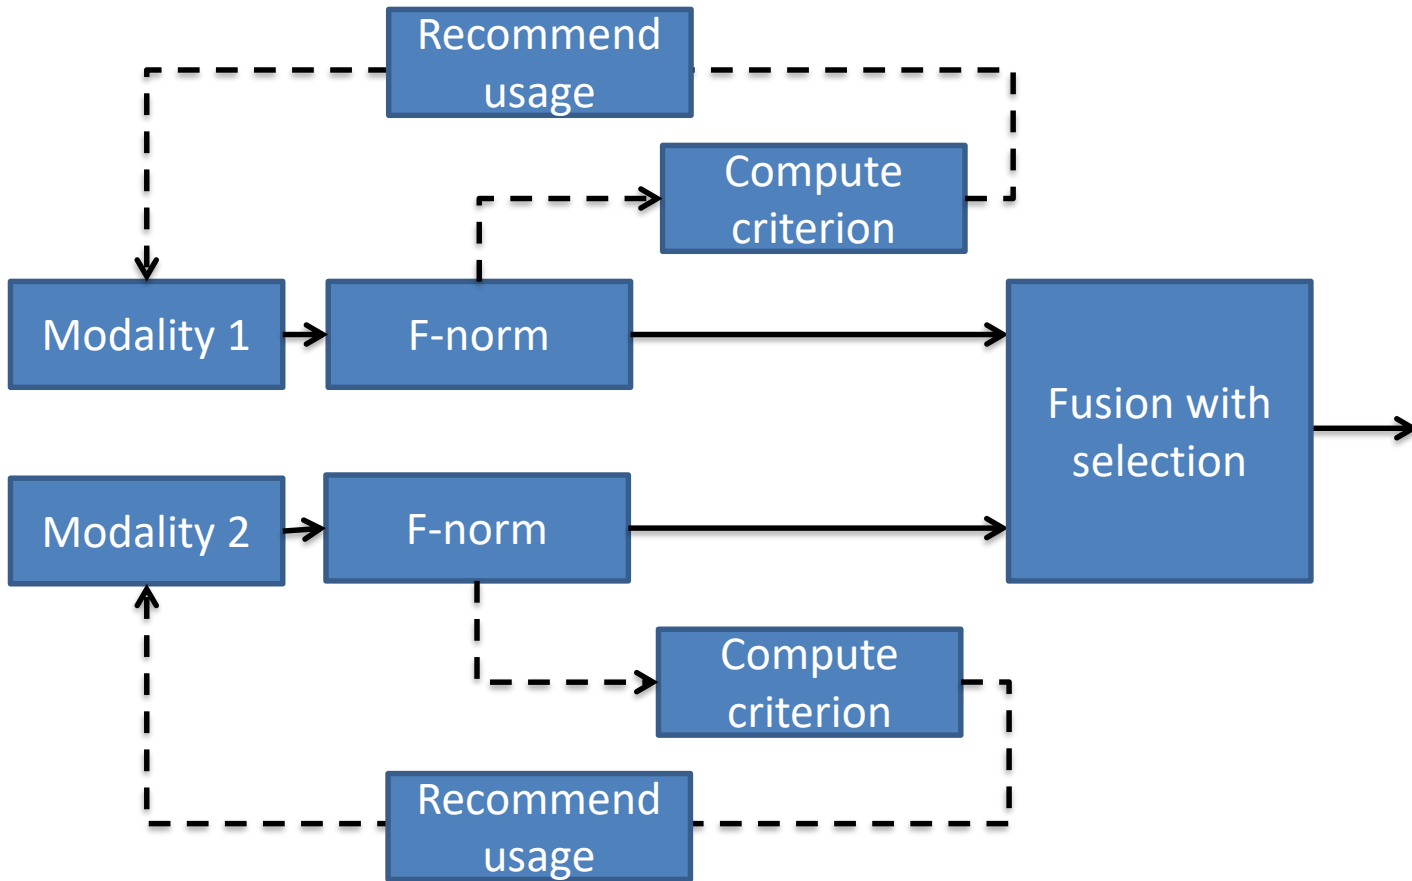 Recommend
usage
Compute
criterion
Modality 1
F-norm
Fusion with
selection
Modality 2
F-norm
Compute
criterion
Recommend
usage